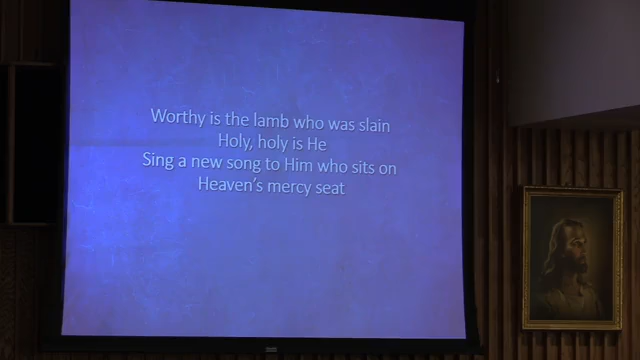 Worthy is the lamb who was slain
Holy, holy is He
Sing a new song to Him who sits on
Heaven's mercy seat